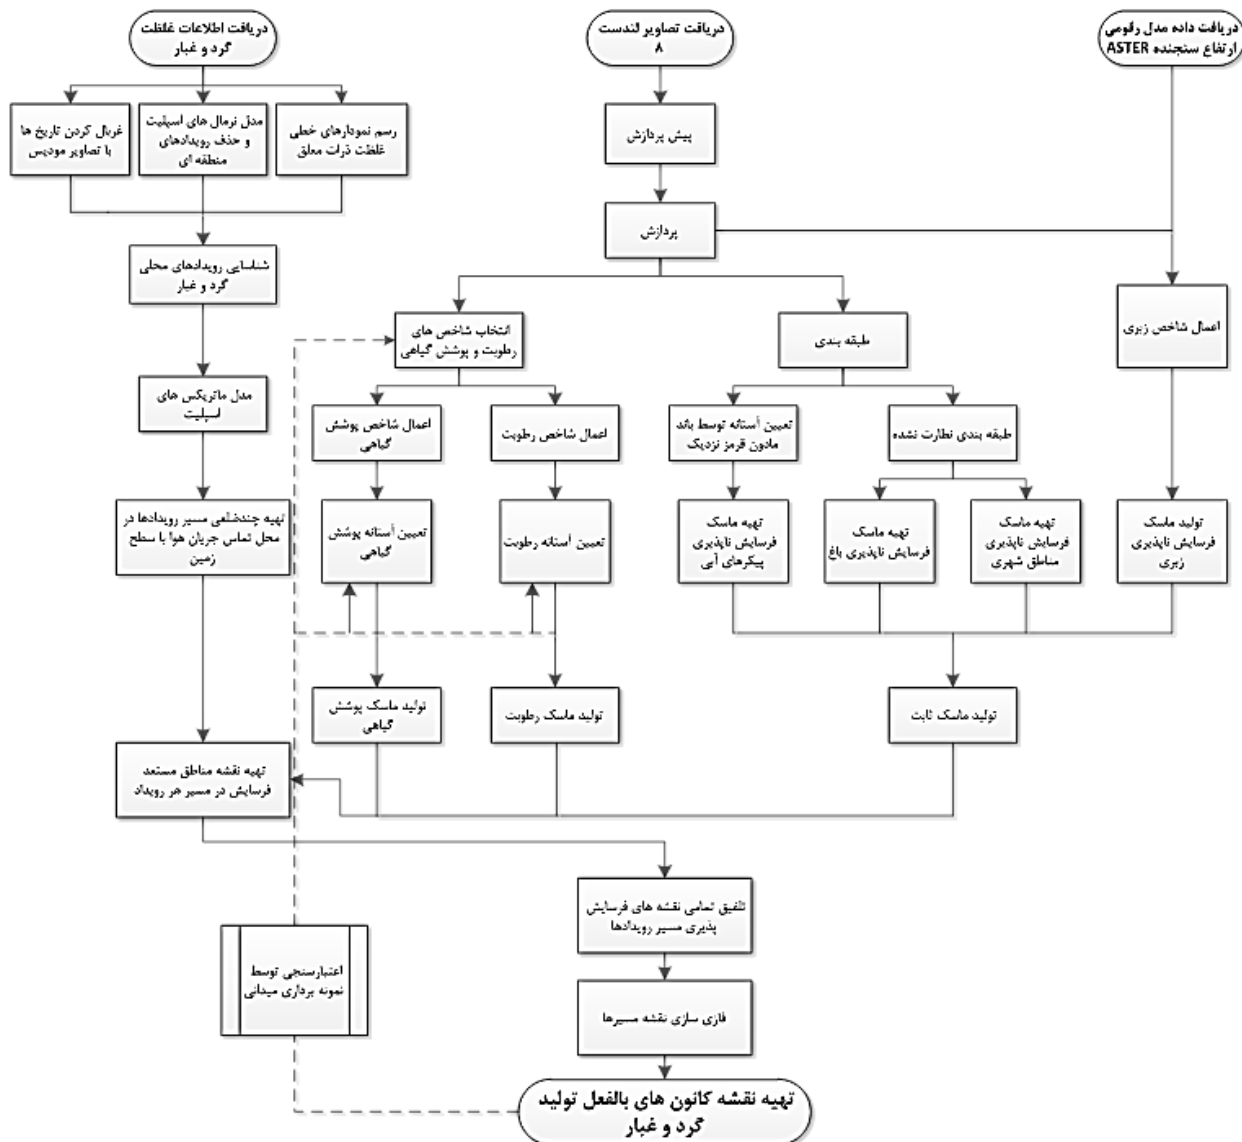 دریافت داده مدل رقومی
ارتفاع سنجنده ASTER
دریافت تصاویر لندست
۸
دریافت اطلاعات غلظت
گرد و غبار
پیش پردازش
رسم نمودارهای خطی
غلظت ذرات معلق
مدل نرمال های اسپلیت
و حذف رویدادهای
منطقه ای
غربال کردن تاریخ ها
با تصاویر مودیس
پردازش
شناسایی رویدادهای محلی
گرد و غبار
اعمال شاخص زبری
طبقه بندی
انتخاب شاخص های
رطوبت و پوشش گیاهی
مدل ماتریکس های
اسپلیت
طبقه بندی نظارت نشده
تعیین آستانه توسط باند
مادون قرمز نزدیک
اعمال شاخص رطوبت
اعمال شاخص پوشش
گیاهی
تولید ماسک
فرسایش ناپذیری
زبری
تهیه ماسک
فرسایش ناپذیری
مناطق شهری
تهیه ماسک
فرسایش ناپذیری باغ
تهیه ماسک
فرسایش ناپذیری
پیکرهای آبی
تعیین آستانه رطوبت
تعیین آستانه پوشش
گیاهی
تهیه چندضلعی مسیر رویدادها در
محل تماس جریان هوا با سطح
زمین
تولید ماسک ثابت
تولید ماسک رطوبت
تولید ماسک پوشش
گیاهی
تهیه نقشه مناطق مستعد
فرسایش در مسیر هر رویداد
تلفیق تمامی نقشه های فرسایش
پذیری مسیر رویدادها
اعتبارسنجی توسط
نمونه برداری میدانی
فازی سازی نقشه مسیرها
تهیه نقشه کانون های بالفعل تولید
گرد و غبار